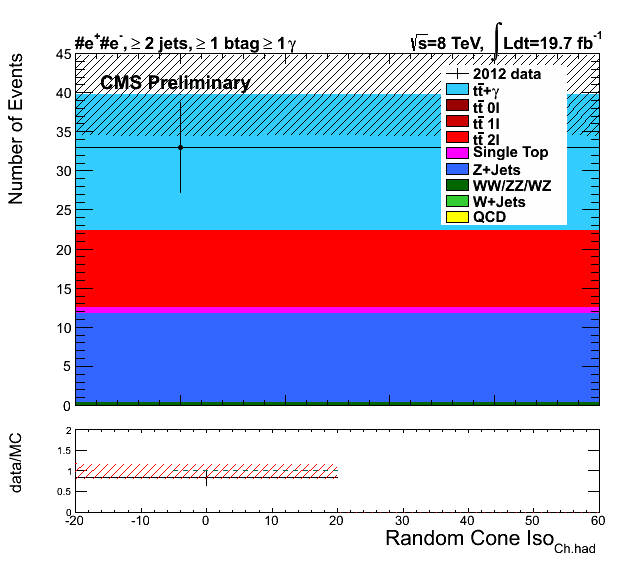 #e⁺#e⁻, ≥ 2 jets, ≥ 1 btag ≥ 1 γ
√s=8 TeV, ∫ Ldt=19.7 fb⁻¹
CMS Preliminary
Number of Events
45
40
35
30
25
20
15
10
5
0
2012 data
tt̄+γ
tt̄ 0l
tt̄ 1l
tt̄ 2l
Single Top
Z+Jets
WW/ZZ/WZ
W+Jets
QCD
data/MC
2
1.5
1
0.5
0
-20 -10 0 10 20 30 40 50 60
Random Cone Iso Ch.had